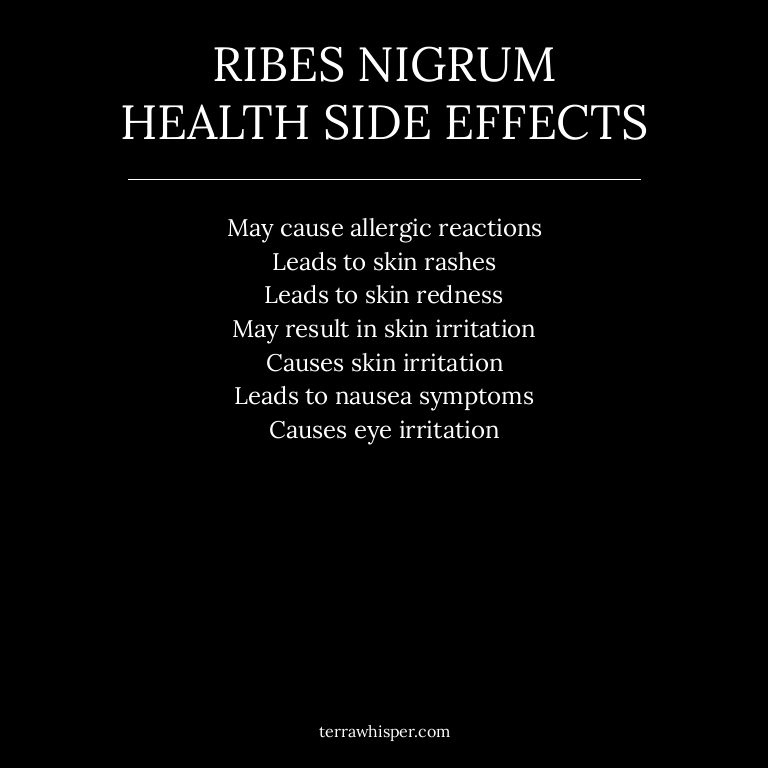 RIBES NIGRUM
HEALTH SIDE EFFECTS
May cause allergic reactions
Leads to skin rashes
Leads to skin redness
May result in skin irritation
Causes skin irritation
Leads to nausea symptoms
Causes eye irritation
terrawhisper.com